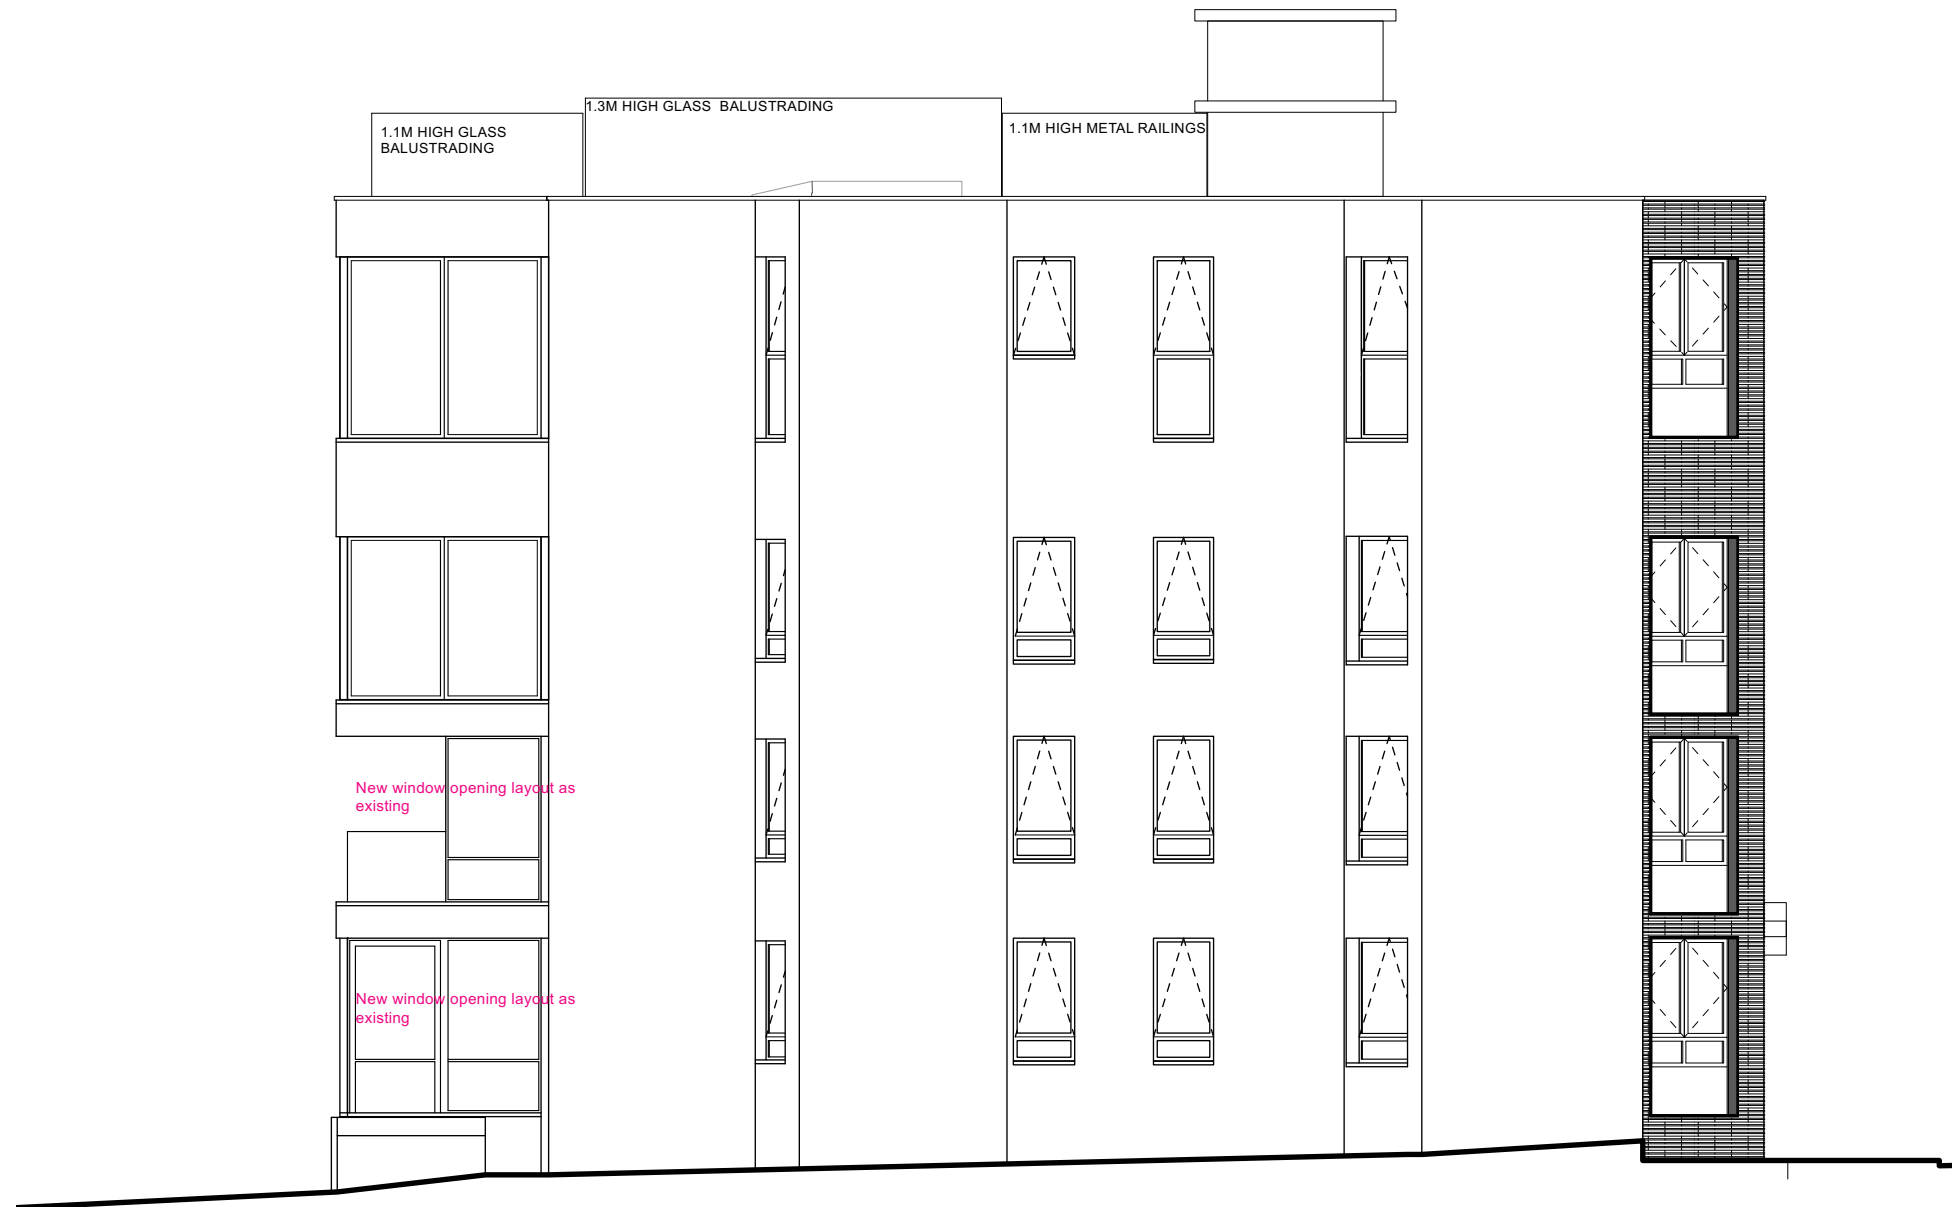 1.3M HIGH GLASS  BALUSTRADING
1.1M HIGH GLASS
BALUSTRADING
1.1M HIGH METAL RAILINGS
New window opening layout as
existing
New window opening layout as
existing